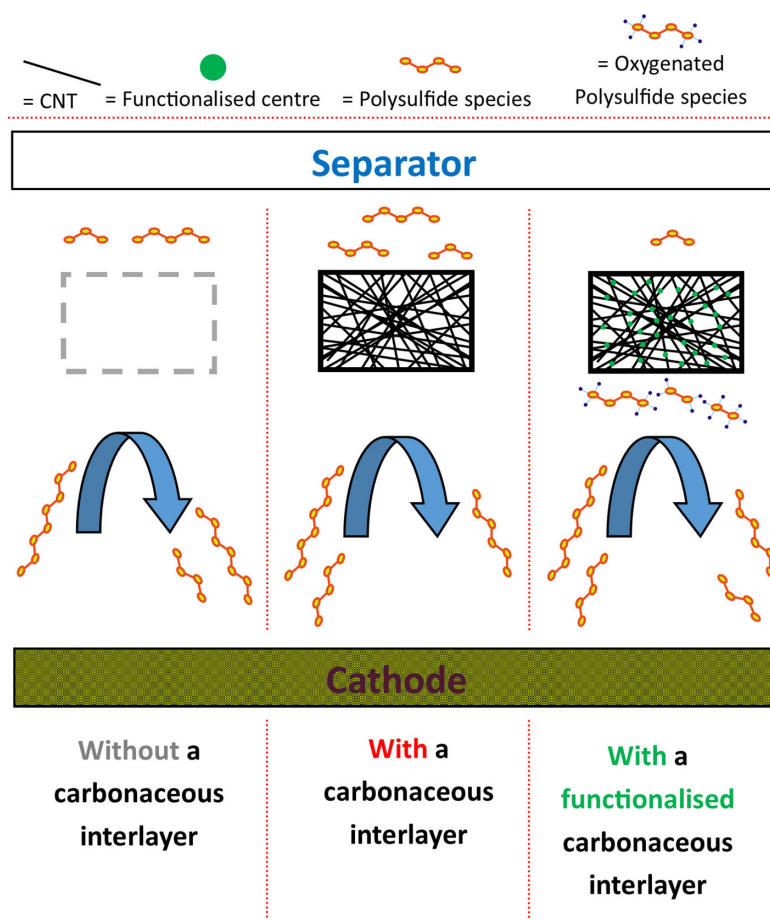 = Oxygenated
= CNT = Functionalised centre = Polysulfide species Polysulfide species
Separator
Cathode
Without a
carbonaceous
interlayer
With a
carbonaceous
interlayer
With a
functionalised
carbonaceous
interlayer